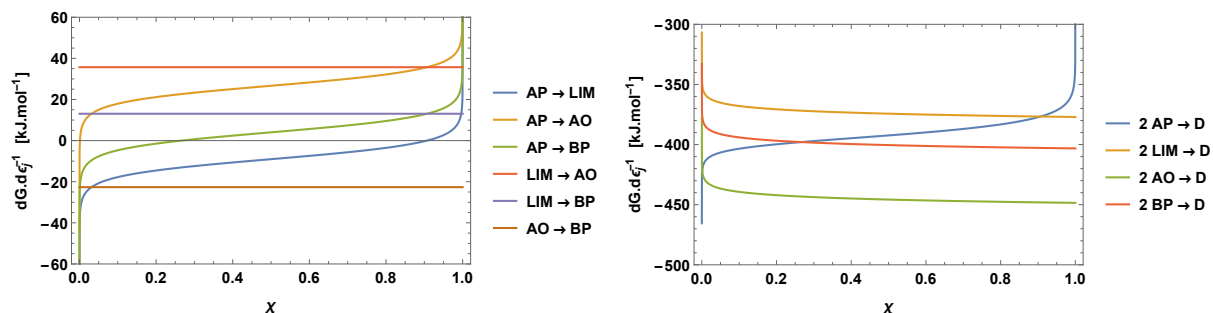 60
40
20
0
−20
−40
−60
dG.dϵj⁻¹ [kJ.mol⁻¹]
0.0 0.2 0.4 0.6 0.8 1.0
χ
AP → LIM
AP → AO
AP → BP
LIM → AO
LIM → BP
AO → BP
−300
−350
−400
−450
−500
dG.dϵj⁻¹ [kJ.mol⁻¹]
0.0 0.2 0.4 0.6 0.8 1.0
χ
2 AP → D
2 LIM → D
2 AO → D
2 BP → D